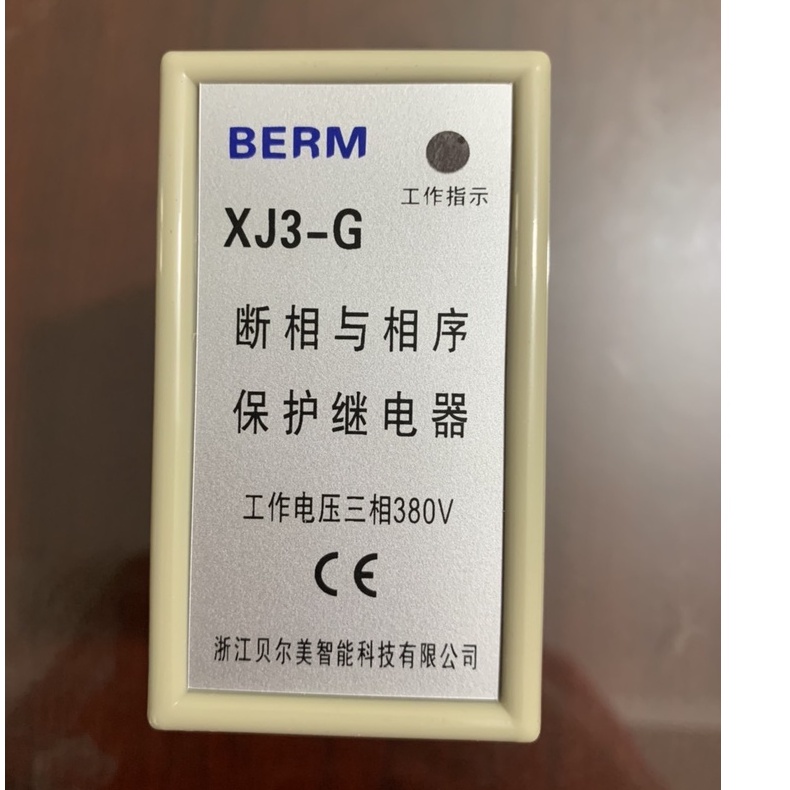 BERM
工作指示
XJ3-G
断相与相序
保护继电器
工作电压三相380V
CE
浙江贝尔美智能科技有限公司